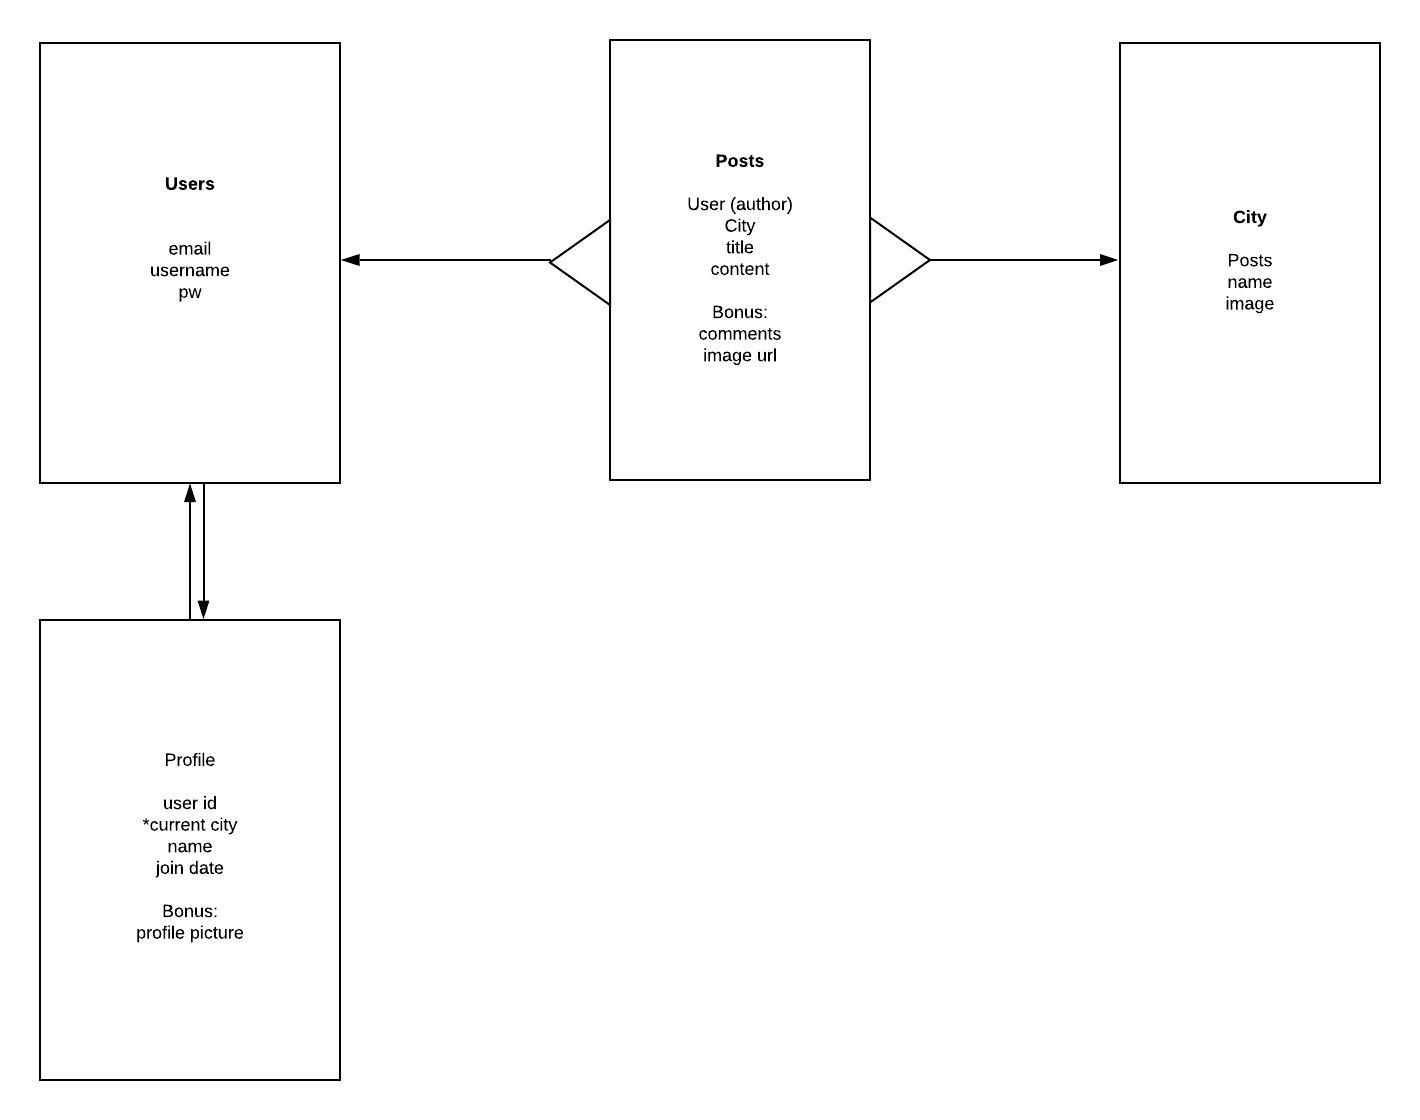 Users
email
username
pw
Posts
User (author)
City
title
content
Bonus:
comments
image url
City
Posts
name
image
Profile
user id
*current city
name
join date
Bonus:
profile picture